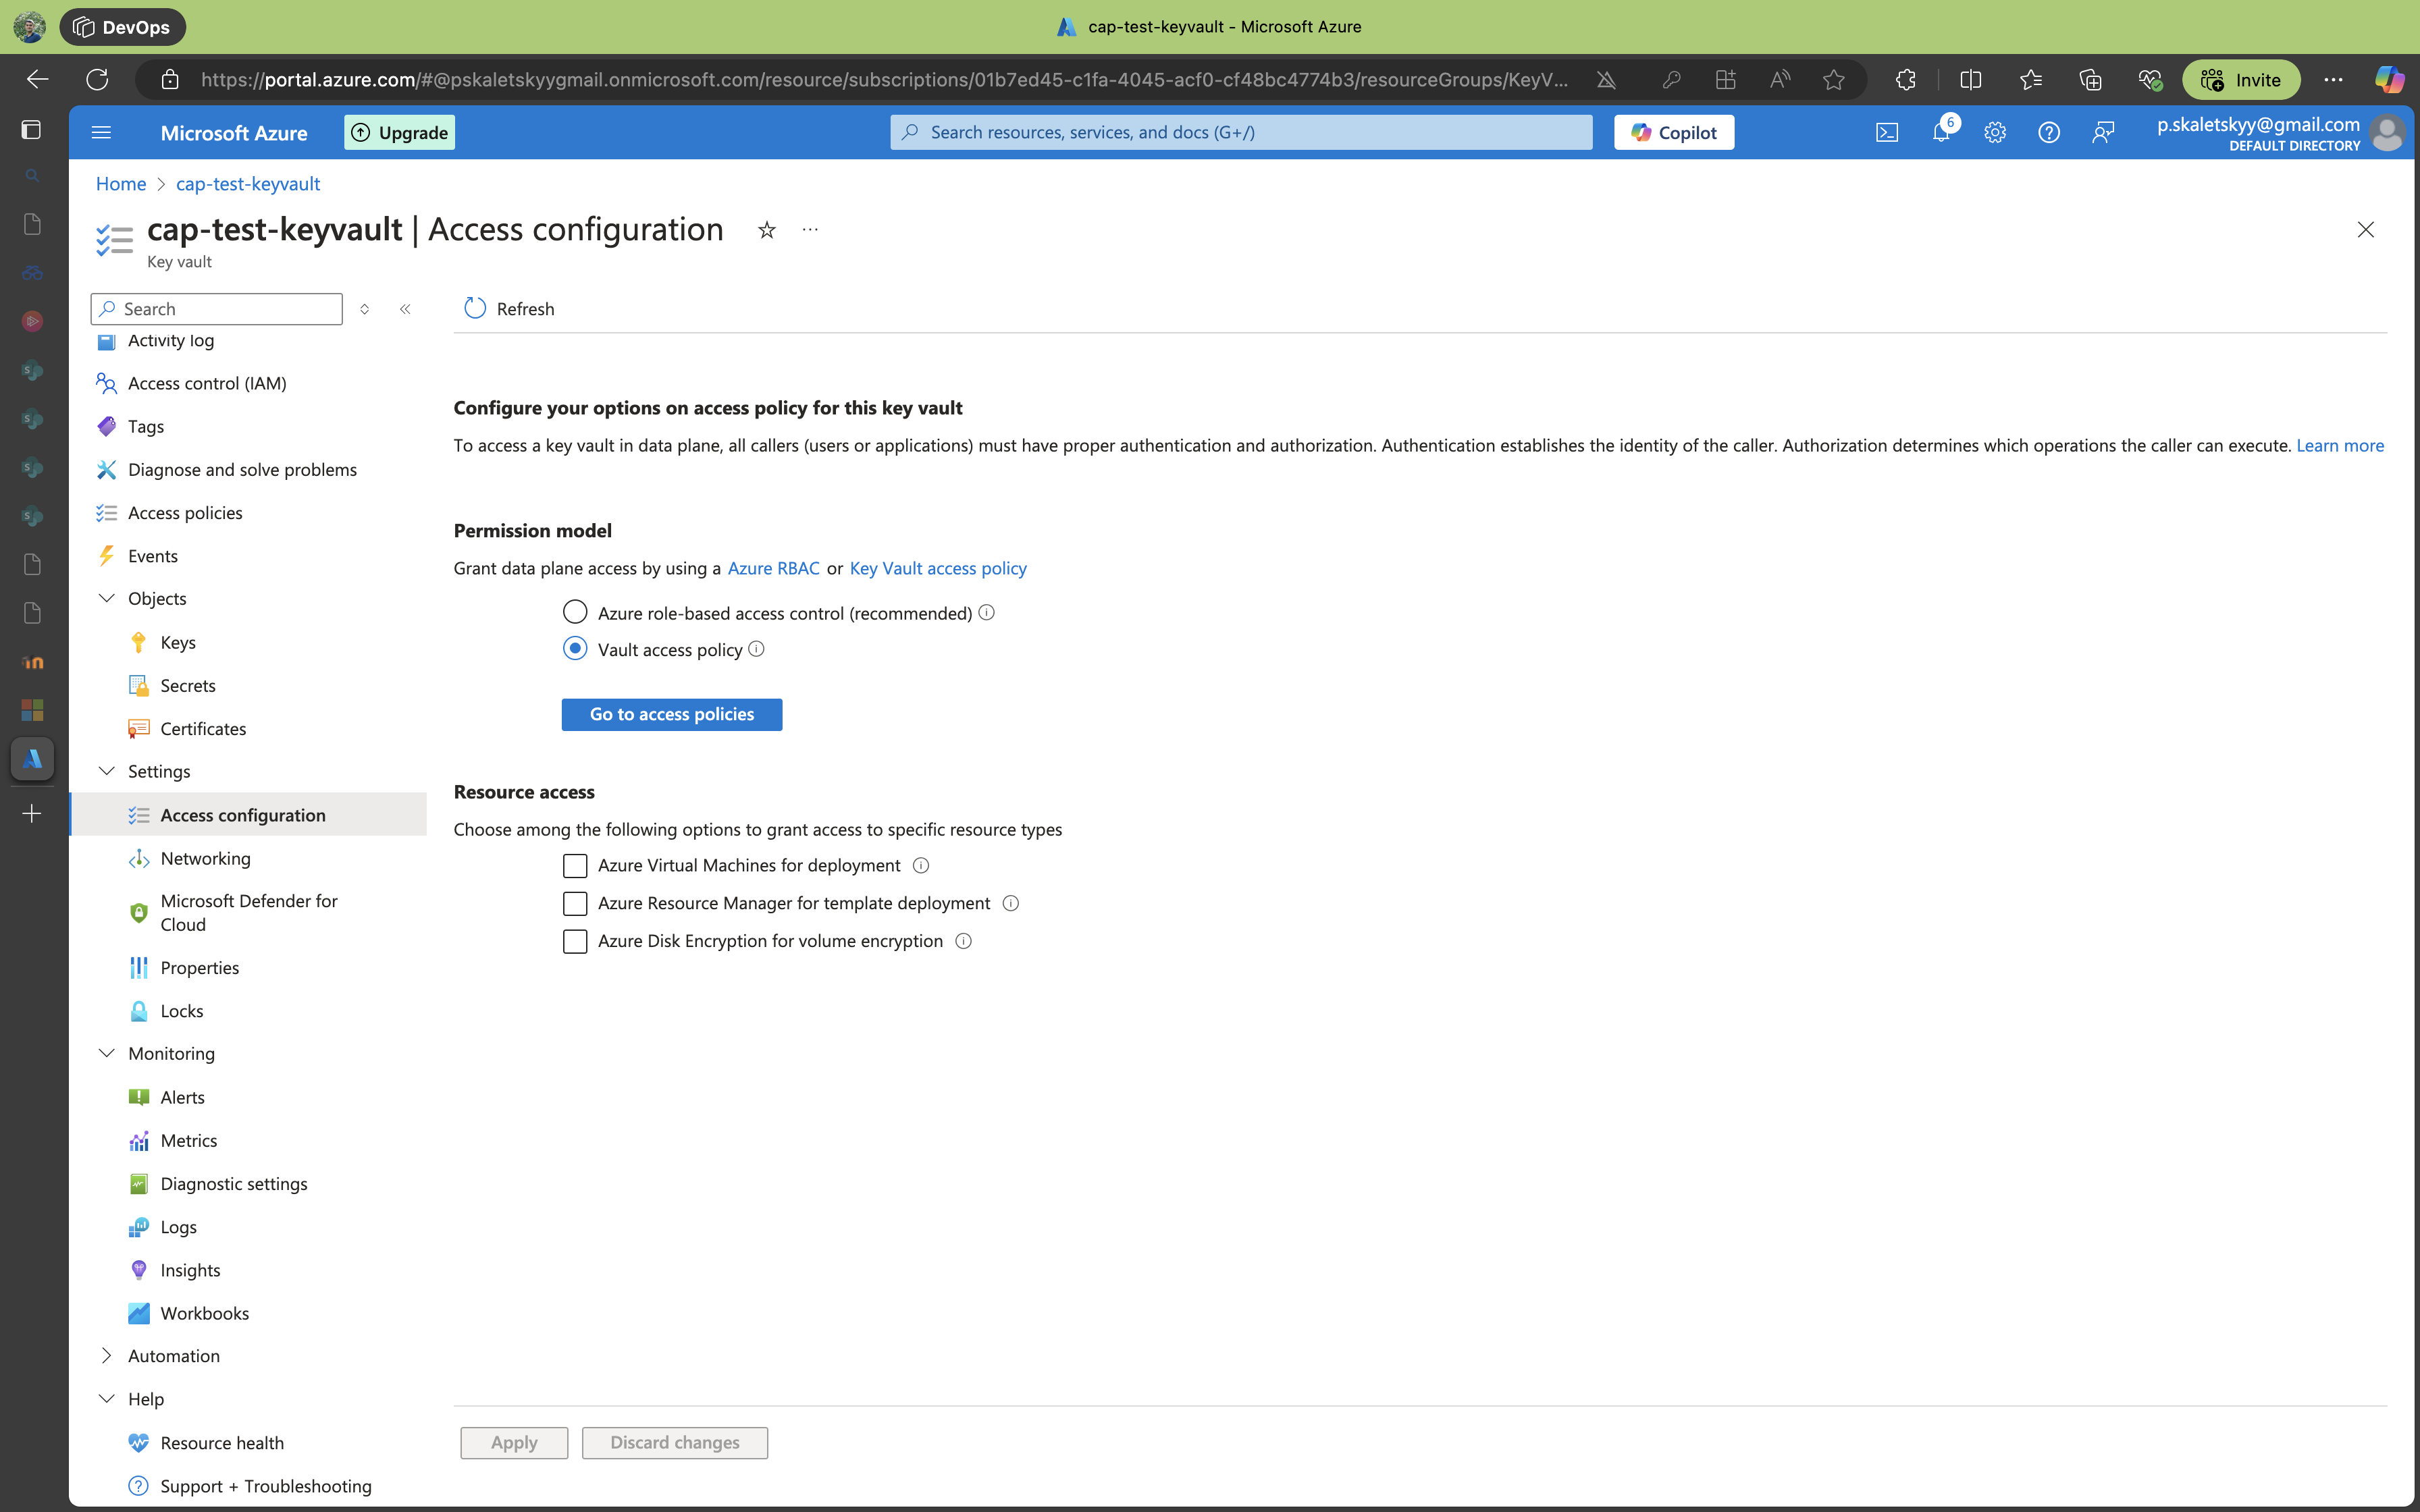 DevOps
cap-test-keyvault - Microsoft Azure
https://portal.azure.com/#@pskaletskyygmail.onmicrosoft.com/resource/subscriptions/01b7ed45-c1fa-4045-acf0-cf48bc4774b3/resourceGroups/KeyV...
Invite
Microsoft Azure
Upgrade
Search resources, services, and docs (G+/)
Copilot
6
p.skaletskyy@gmail.com
DEFAULT DIRECTORY
Home > cap-test-keyvault
cap-test-keyvault | Access configuration
Key vault
Search
Refresh
Activity log
Access control (IAM)
Tags
Diagnose and solve problems
Access policies
Events
Objects
Keys
Secrets
Certificates
Settings
Access configuration
Networking
Microsoft Defender for
Cloud
Properties
Locks
Monitoring
Alerts
Metrics
Diagnostic settings
Logs
Insights
Workbooks
Automation
Help
Resource health
Support + Troubleshooting
Configure your options on access policy for this key vault
To access a key vault in data plane, all callers (users or applications) must have proper authentication and authorization. Authentication establishes the identity of the caller. Authorization determines which operations the caller can execute. Learn more
Permission model
Grant data plane access by using a Azure RBAC or Key Vault access policy
Azure role-based access control (recommended)
Vault access policy
Go to access policies
Resource access
Choose among the following options to grant access to specific resource types
Azure Virtual Machines for deployment
Azure Resource Manager for template deployment
Azure Disk Encryption for volume encryption
Apply
Discard changes